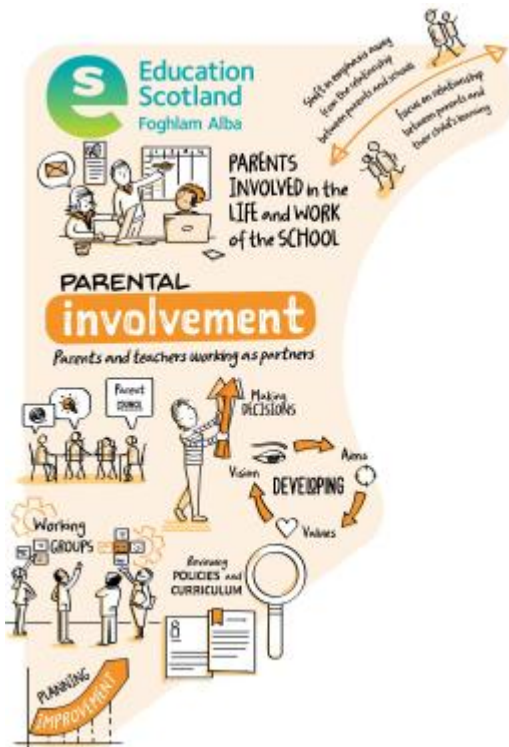 Education
Scotland
Foghlam Alba
Shift in emphasis away
from the relationship
between parents and schools
Focus on relationship
between parents and
their child's learning
PARENTS
INVOLVED in the
LIFE and WORK
of the SCHOOL
PARENTAL
involvement
Parents and teachers working as partners
Parent
COUNCIL
Making
DECISIONS
Vision
Aims
DEVELOPING
Values
Working
GROUPS
Reviewing
POLICIES and
CURRICULUM
PLANNING
IMPROVEMENT